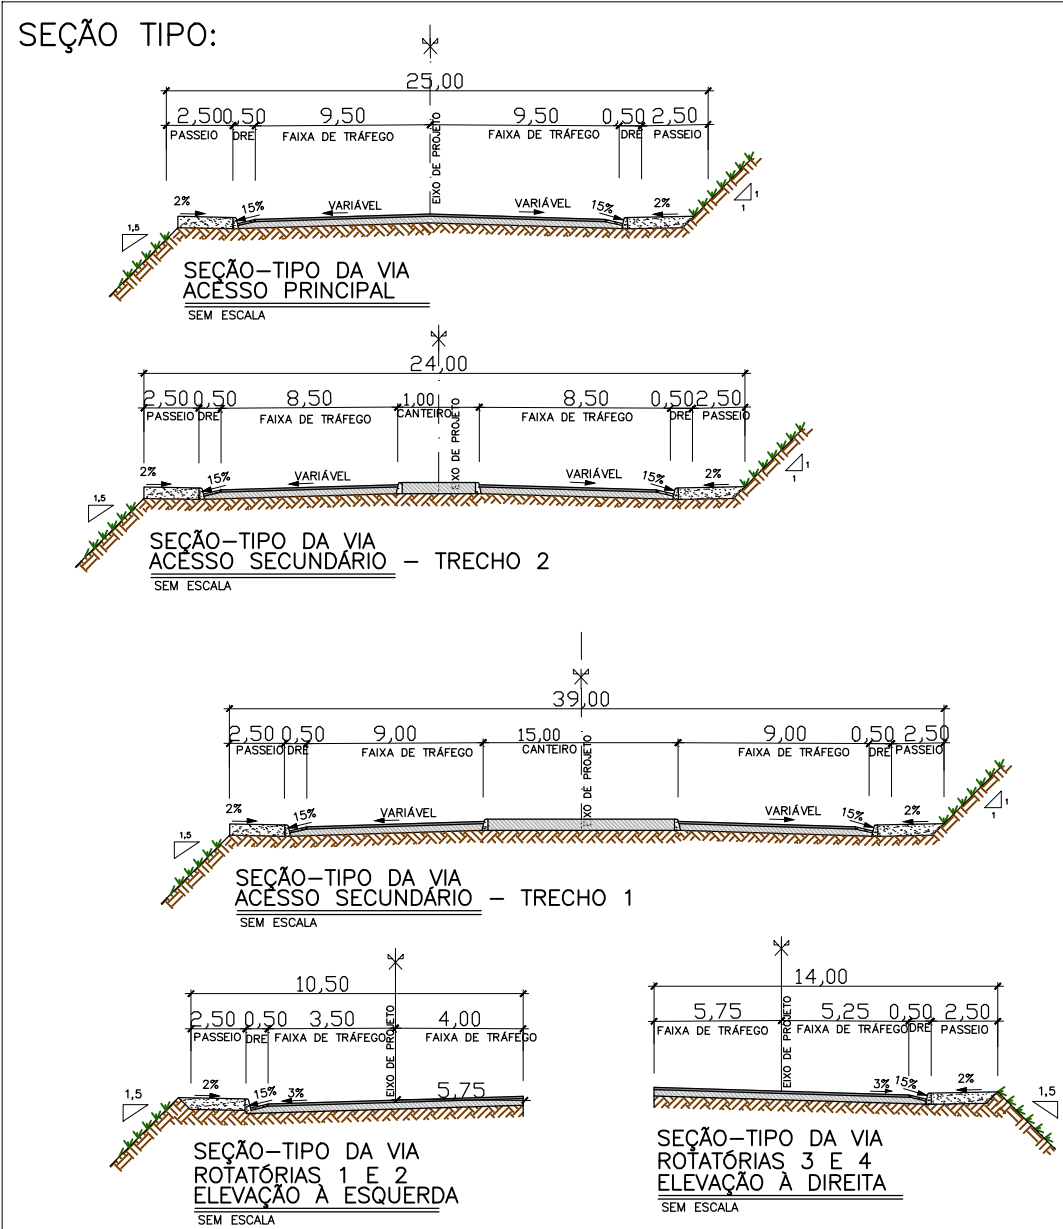 SEÇÃO TIPO:
25,00
2,50 0,50 9,50 9,50 0,50 2,50
PASSEIO DRE FAIXA DE TRÁFEGO FAIXA DE TRÁFEGO DRE PASSEIO
EIXO DE PROJETO
2% 15% VARIÁVEL VARIÁVEL 15% 2%
1,5
1
1
SEÇÃO-TIPO DA VIA
ACESSO PRINCIPAL
SEM ESCALA
24,00
2,50 0,50 8,50 1,00 8,50 0,50 2,50
PASSEIO DRE FAIXA DE TRÁFEGO CANTEIRO FAIXA DE TRÁFEGO DRE PASSEIO
EIXO DE PROJETO
2% 15% VARIÁVEL VARIÁVEL 15% 2%
1,5
1
1
SEÇÃO-TIPO DA VIA
ACESSO SECUNDÁRIO - TRECHO 2
SEM ESCALA
39,00
2,50 0,50 9,00 15,00 9,00 0,50 2,50
PASSEIO DRE FAIXA DE TRÁFEGO CANTEIRO FAIXA DE TRÁFEGO DRE PASSEIO
EIXO DE PROJETO
2% 15% VARIÁVEL VARIÁVEL 15% 2%
1,5
1
1
SEÇÃO-TIPO DA VIA
ACESSO SECUNDÁRIO - TRECHO 1
SEM ESCALA
10,50
2,50 0,50 3,50 4,00
PASSEIO DRE FAIXA DE TRÁFEGO FAIXA DE TRÁFEGO
EIXO DE PROJETO
2% 15% 3% 5,75
1,5
SEÇÃO-TIPO DA VIA
ROTATÓRIAS 1 E 2
ELEVAÇÃO À ESQUERDA
SEM ESCALA
14,00
5,75 5,25 0,50 2,50
FAIXA DE TRÁFEGO FAIXA DE TRÁFEGO DRE PASSEIO
EIXO DE PROJETO
3% 15% 2%
1,5
SEÇÃO-TIPO DA VIA
ROTATÓRIAS 3 E 4
ELEVAÇÃO À DIREITA
SEM ESCALA